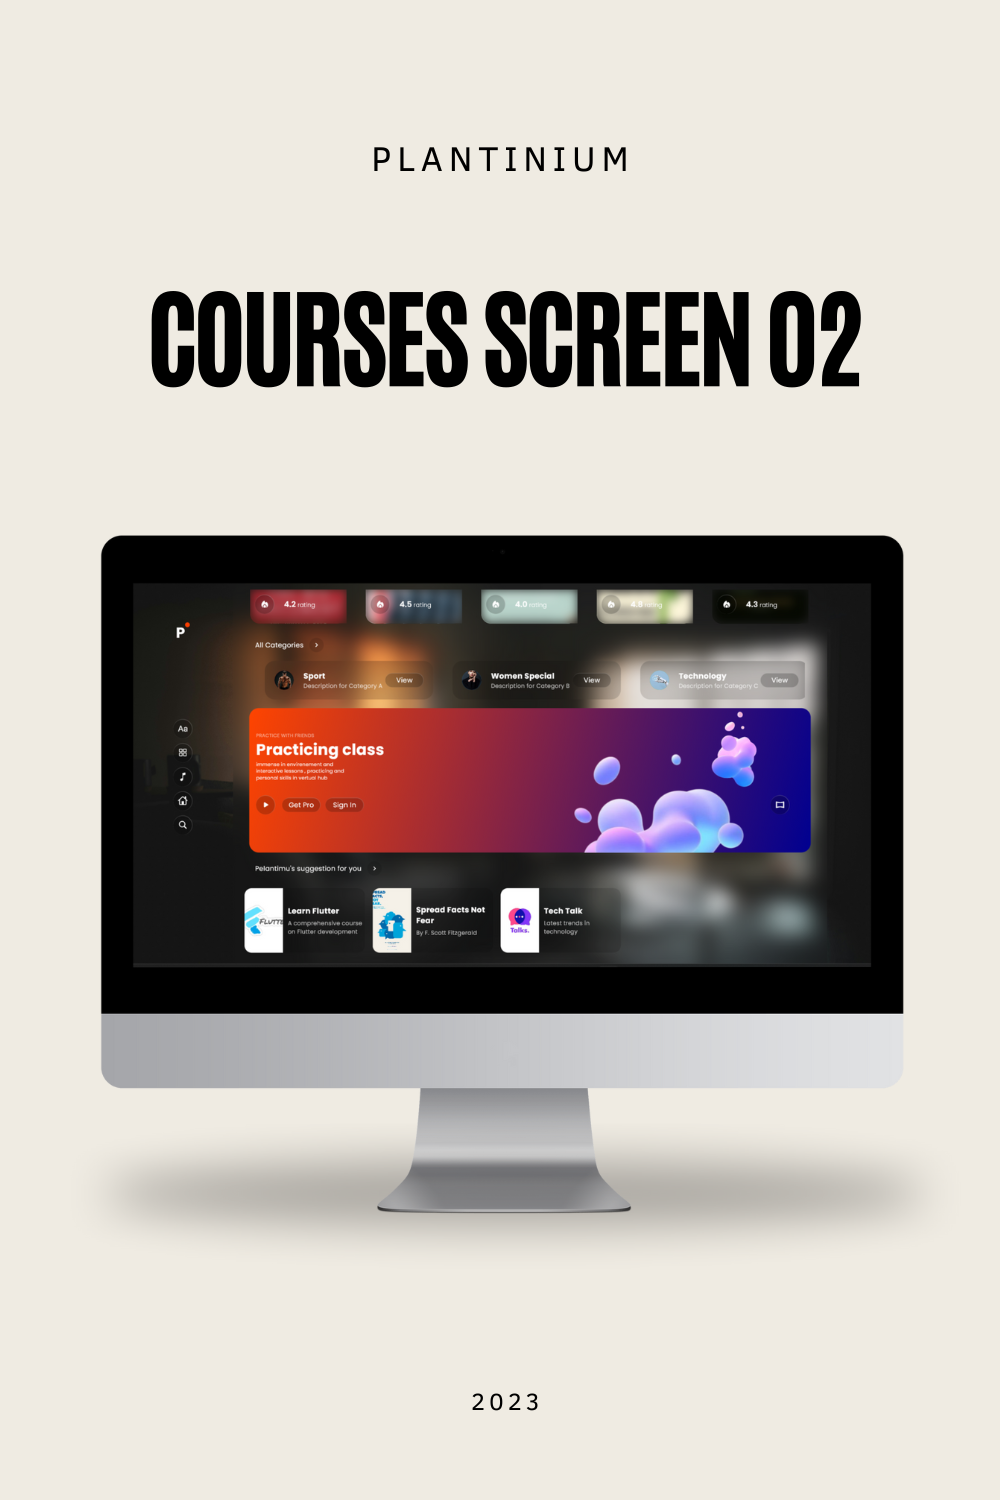 PLANTINIUM
COURSES SCREEN 02
4.2 rating
4.5 rating
4.0 rating
4.8 rating
4.3 rating
P
All Categories >
Sport
Description for Category A
View
Women Special
Description for Category B
View
Technology
Description for Category C
View
Aa
PRACTICE WITH FRIENDS
Practicing class
immense in environement and
interactive lessons , practicing and
personal skills in vertual hub
Get Pro
Sign In
Pelantimu's suggestion for you >
Learn Flutter
A comprehensive course
on Flutter development
Spread Facts Not
Fear
By F. Scott Fitzgerald
Talks.
Tech Talk
Latest trends in
technology
2023